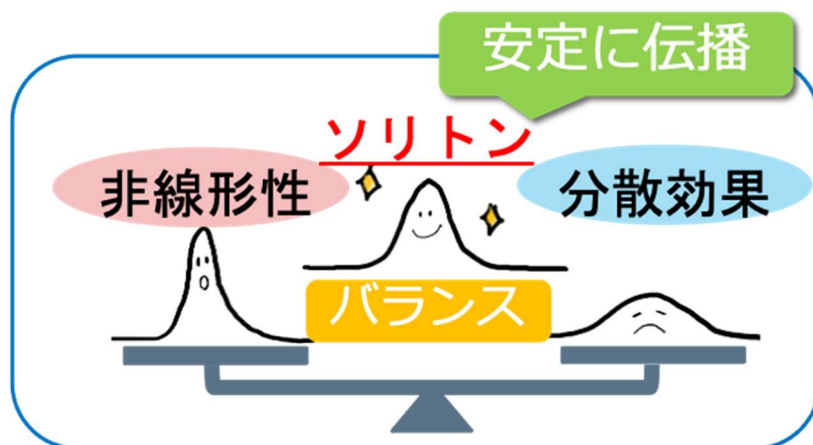 安定に伝播
ソリトン
非線形性
分散効果
バランス